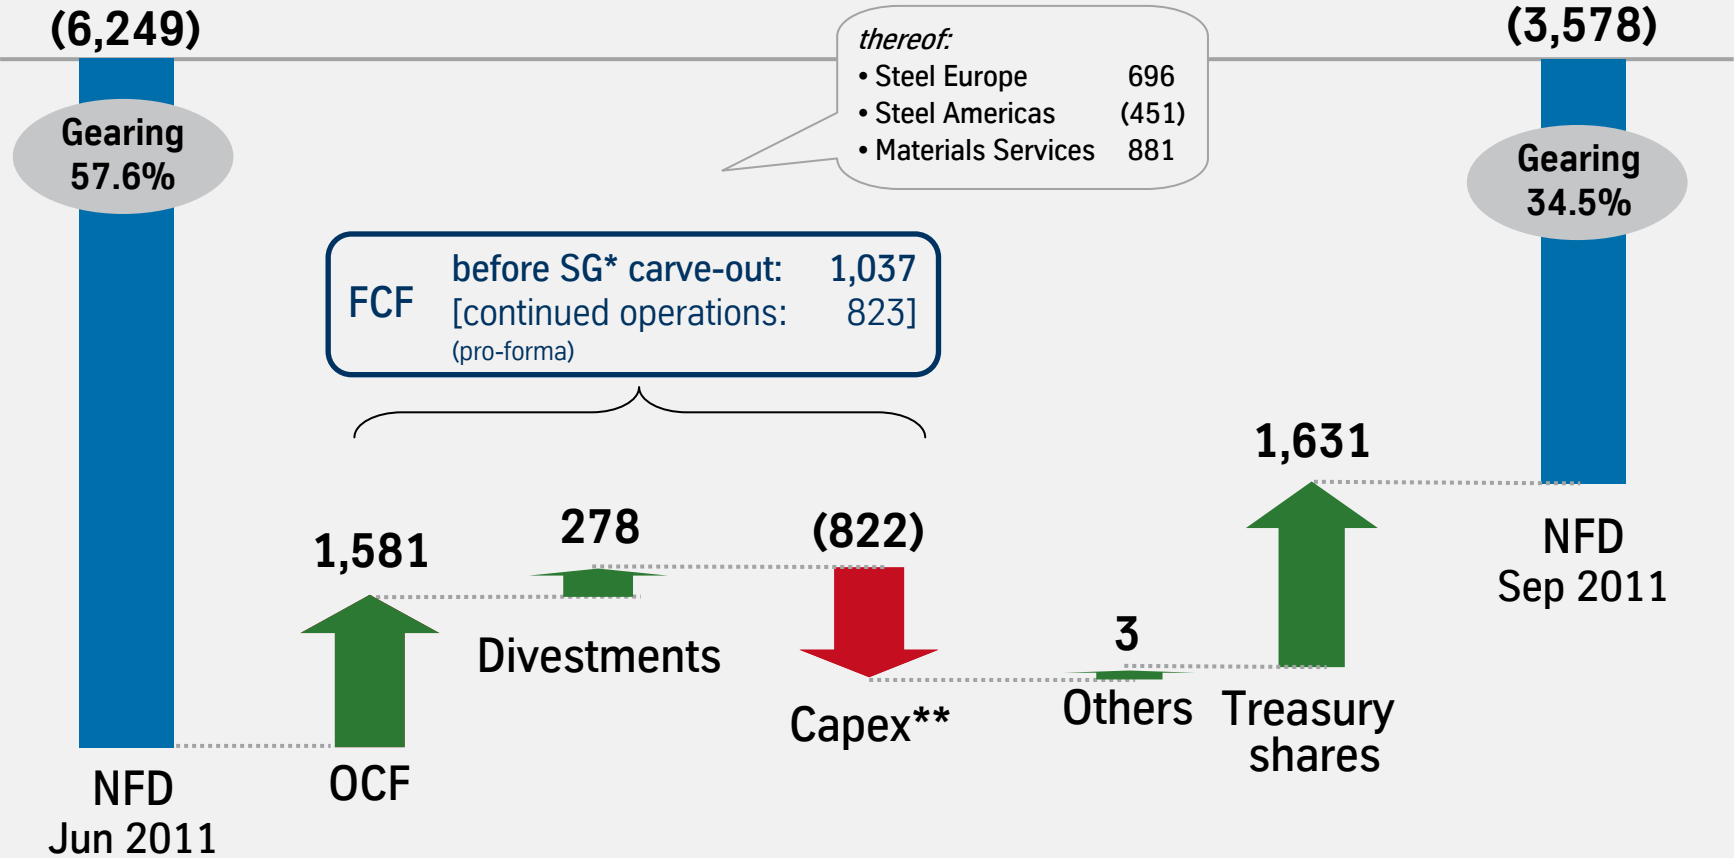 (6,249)
Gearing
57.6%
NFD
Jun 2011
thereof:
• Steel Europe 696
• Steel Americas (451)
• Materials Services 881
FCF
before SG* carve-out: 1,037
[continued operations: 823]
(pro-forma)
1,581
OCF
278
Divestments
(822)
Capex**
3
Others
1,631
Treasury
shares
(3,578)
Gearing
34.5%
NFD
Sep 2011